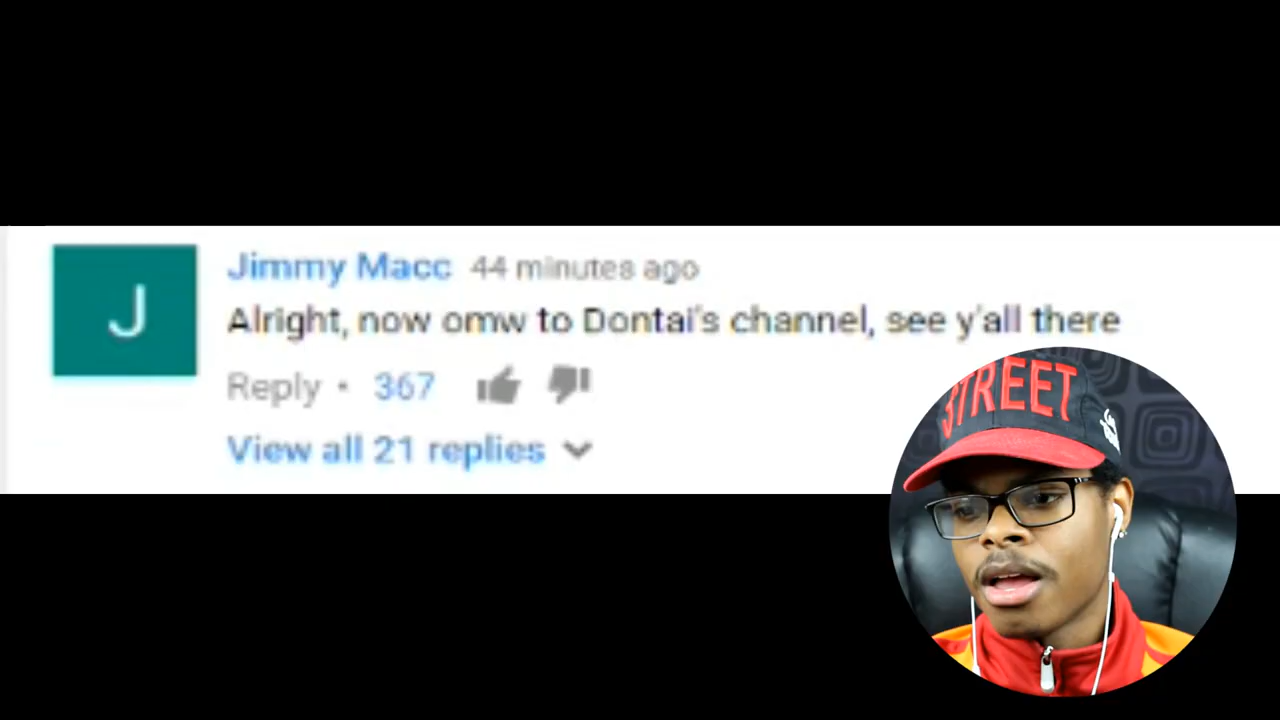 J
Jimmy Macc 44 minutes ago
Alright, now omw to Dontai's channel, see y'all there
Reply • 367
View all 21 replies
STREET